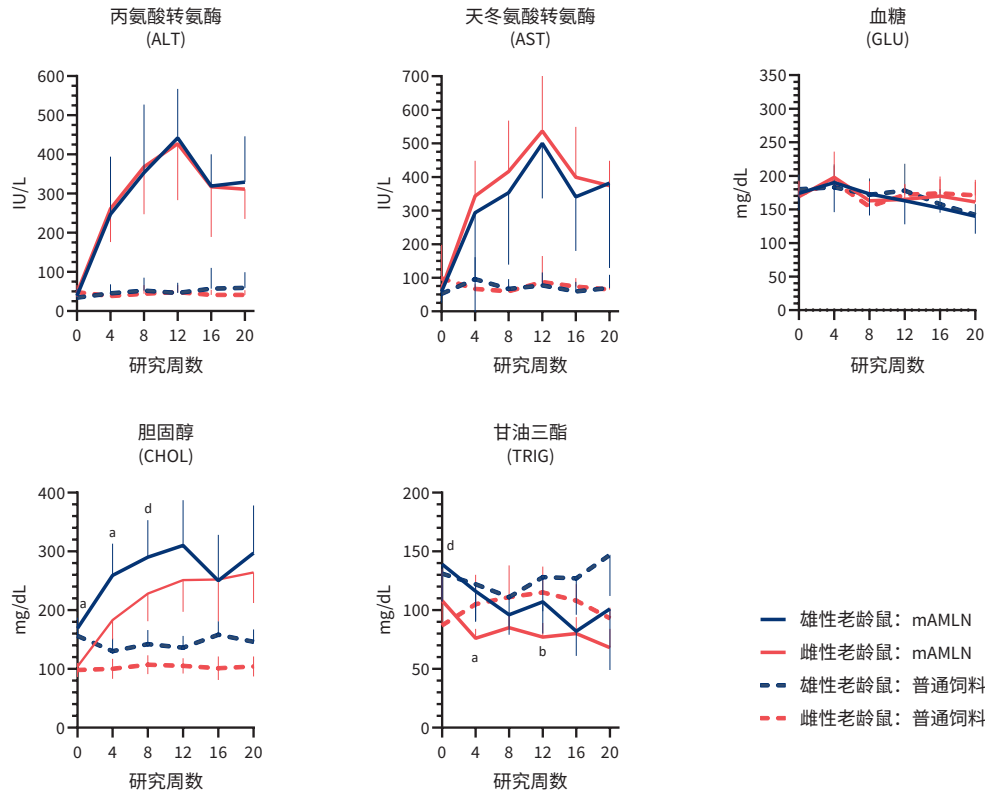 丙氨酸转氨酶
(ALT)
600
500
400
300
200
100
0
IU/L
0 4 8 12 16 20
研究周数
天冬氨酸转氨酶
(AST)
700
600
500
400
300
200
100
0
IU/L
0 4 8 12 16 20
研究周数
血糖
(GLU)
350
300
250
200
150
100
50
0
mg/dL
0 4 8 12 16 20
研究周数
胆固醇
(CHOL)
400
300
200
100
0
mg/dL
a
a
d
0 4 8 12 16 20
研究周数
甘油三酯
(TRIG)
200
150
100
50
0
mg/dL
d
a
b
0 4 8 12 16 20
研究周数
雄性老龄鼠：mAMLN
雌性老龄鼠：mAMLN
雄性老龄鼠：普通饲料
雌性老龄鼠：普通饲料